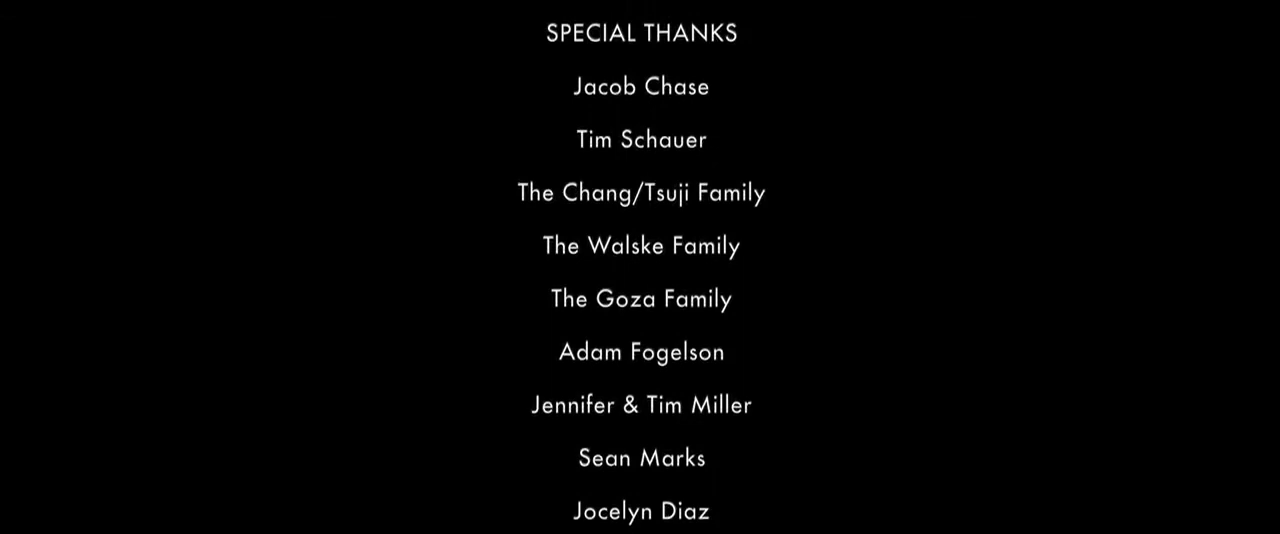 SPECIAL THANKS
Jacob Chase
Tim Schauer
The Chang/Tsuji Family
The Walske Family
The Goza Family
Adam Fogelson
Jennifer & Tim Miller
Sean Marks
Jocelyn Diaz